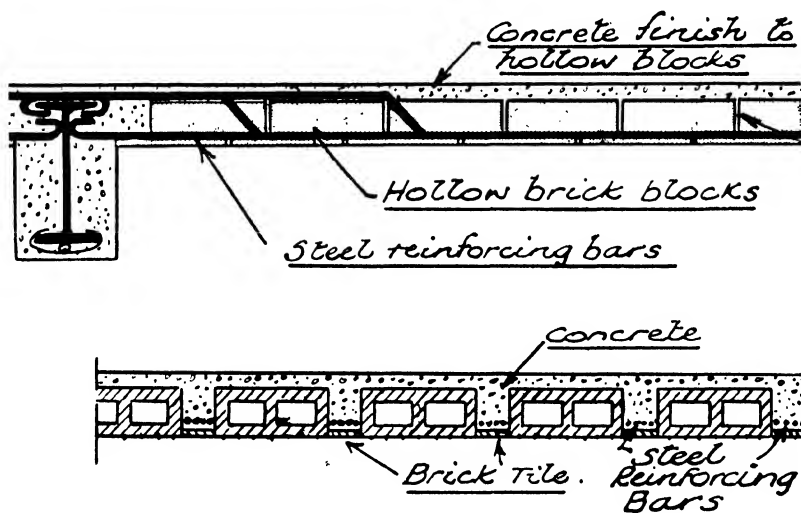 Concrete finish to
hollow blocks
Hollow brick blocks
Steel reinforcing bars
Concrete
Brick Tile.
Steel
Reinforcing
Bars